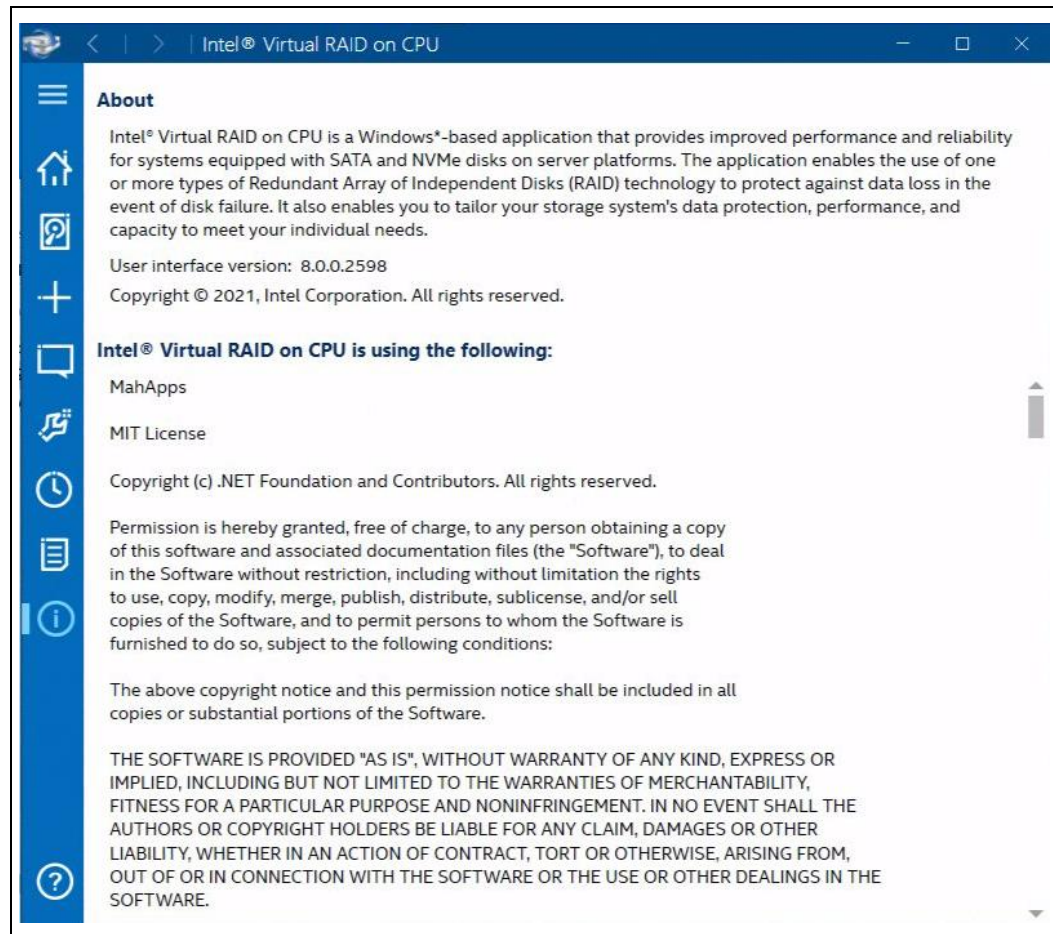 Intel® Virtual RAID on CPU
About
Intel® Virtual RAID on CPU is a Windows*-based application that provides improved performance and reliability
for systems equipped with SATA and NVMe disks on server platforms. The application enables the use of one
or more types of Redundant Array of Independent Disks (RAID) technology to protect against data loss in the
event of disk failure. It also enables you to tailor your storage system's data protection, performance, and
capacity to meet your individual needs.
User interface version: 8.0.0.2598
Copyright © 2021, Intel Corporation. All rights reserved.
Intel® Virtual RAID on CPU is using the following:
MahApps
MIT License
Copyright (c) .NET Foundation and Contributors. All rights reserved.
Permission is hereby granted, free of charge, to any person obtaining a copy
of this software and associated documentation files (the "Software"), to deal
in the Software without restriction, including without limitation the rights
to use, copy, modify, merge, publish, distribute, sublicense, and/or sell
copies of the Software, and to permit persons to whom the Software is
furnished to do so, subject to the following conditions:
The above copyright notice and this permission notice shall be included in all
copies or substantial portions of the Software.
THE SOFTWARE IS PROVIDED "AS IS", WITHOUT WARRANTY OF ANY KIND, EXPRESS OR
IMPLIED, INCLUDING BUT NOT LIMITED TO THE WARRANTIES OF MERCHANTABILITY,
FITNESS FOR A PARTICULAR PURPOSE AND NONINFRINGEMENT. IN NO EVENT SHALL THE
AUTHORS OR COPYRIGHT HOLDERS BE LIABLE FOR ANY CLAIM, DAMAGES OR OTHER
LIABILITY, WHETHER IN AN ACTION OF CONTRACT, TORT OR OTHERWISE, ARISING FROM,
OUT OF OR IN CONNECTION WITH THE SOFTWARE OR THE USE OR OTHER DEALINGS IN THE
SOFTWARE.